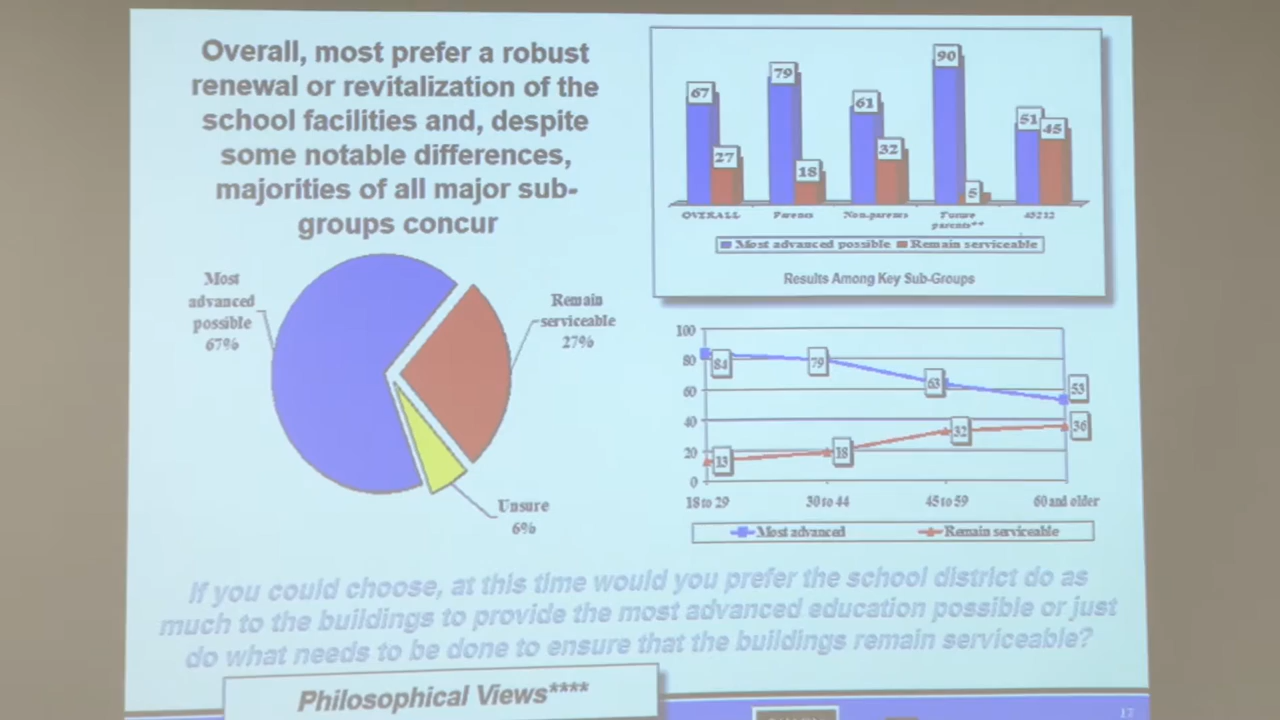 Overall, most prefer a robust
renewal or revitalization of the
school facilities and, despite
some notable differences,
majorities of all major sub-
groups concur
Most
advanced
possible
67%
Remain
serviceable
27%
Unsure
6%
67
27
79
18
61
32
90
5
51
45
OVERALL
Parents
Non-parents
Future
parents**
45212
Most advanced possible
Remain serviceable
Results Among Key Sub-Groups
100
80
60
40
20
0
84
79
63
53
13
18
32
36
18 to 29
30 to 44
45 to 59
60 and older
Most advanced
Remain serviceable
If you could choose, at this time would you prefer the school district do as
much to the buildings to provide the most advanced education possible or just
do what needs to be done to ensure that the buildings remain serviceable?
Philosophical Views****
17